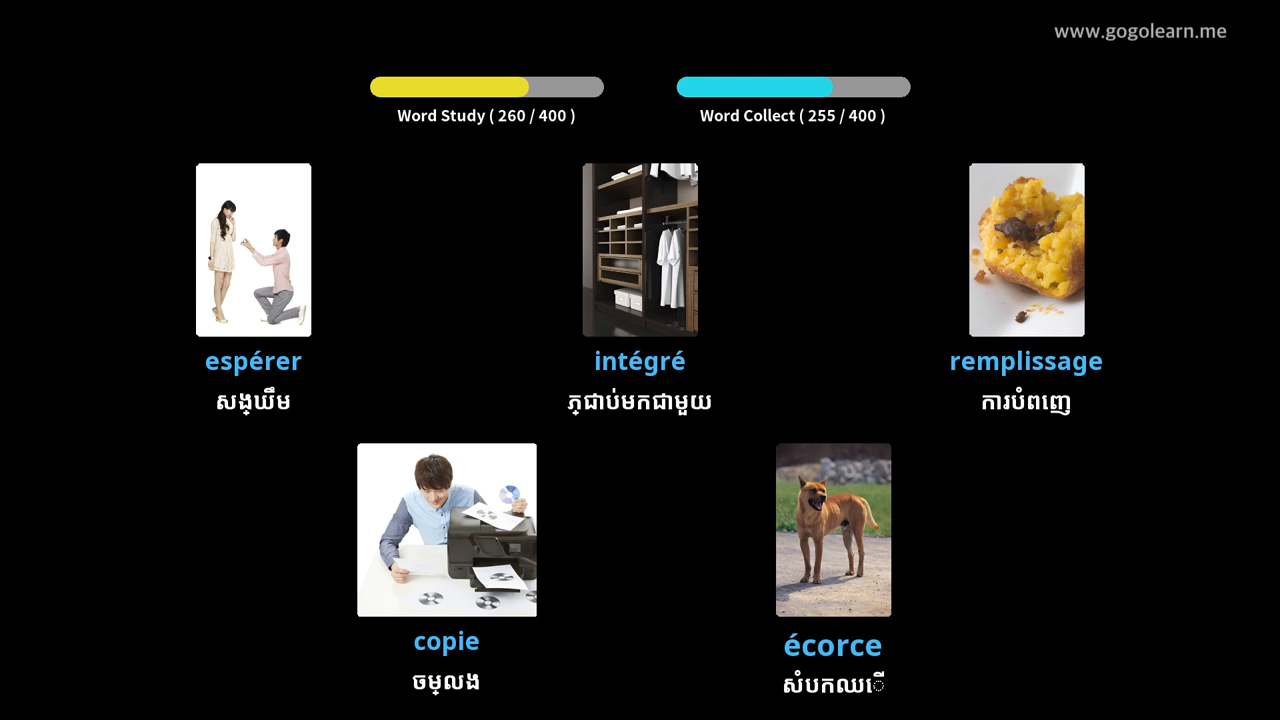 www.gogolearn.me
Word Study ( 260 / 400 )
Word Collect ( 255 / 400 )
espérer
សង្ឃឹម
intégré
ភ្ជាប់មកជាមួយ
remplissage
ការបំពញេ
copie
ចម្លង
écorce
សំបកឈេី